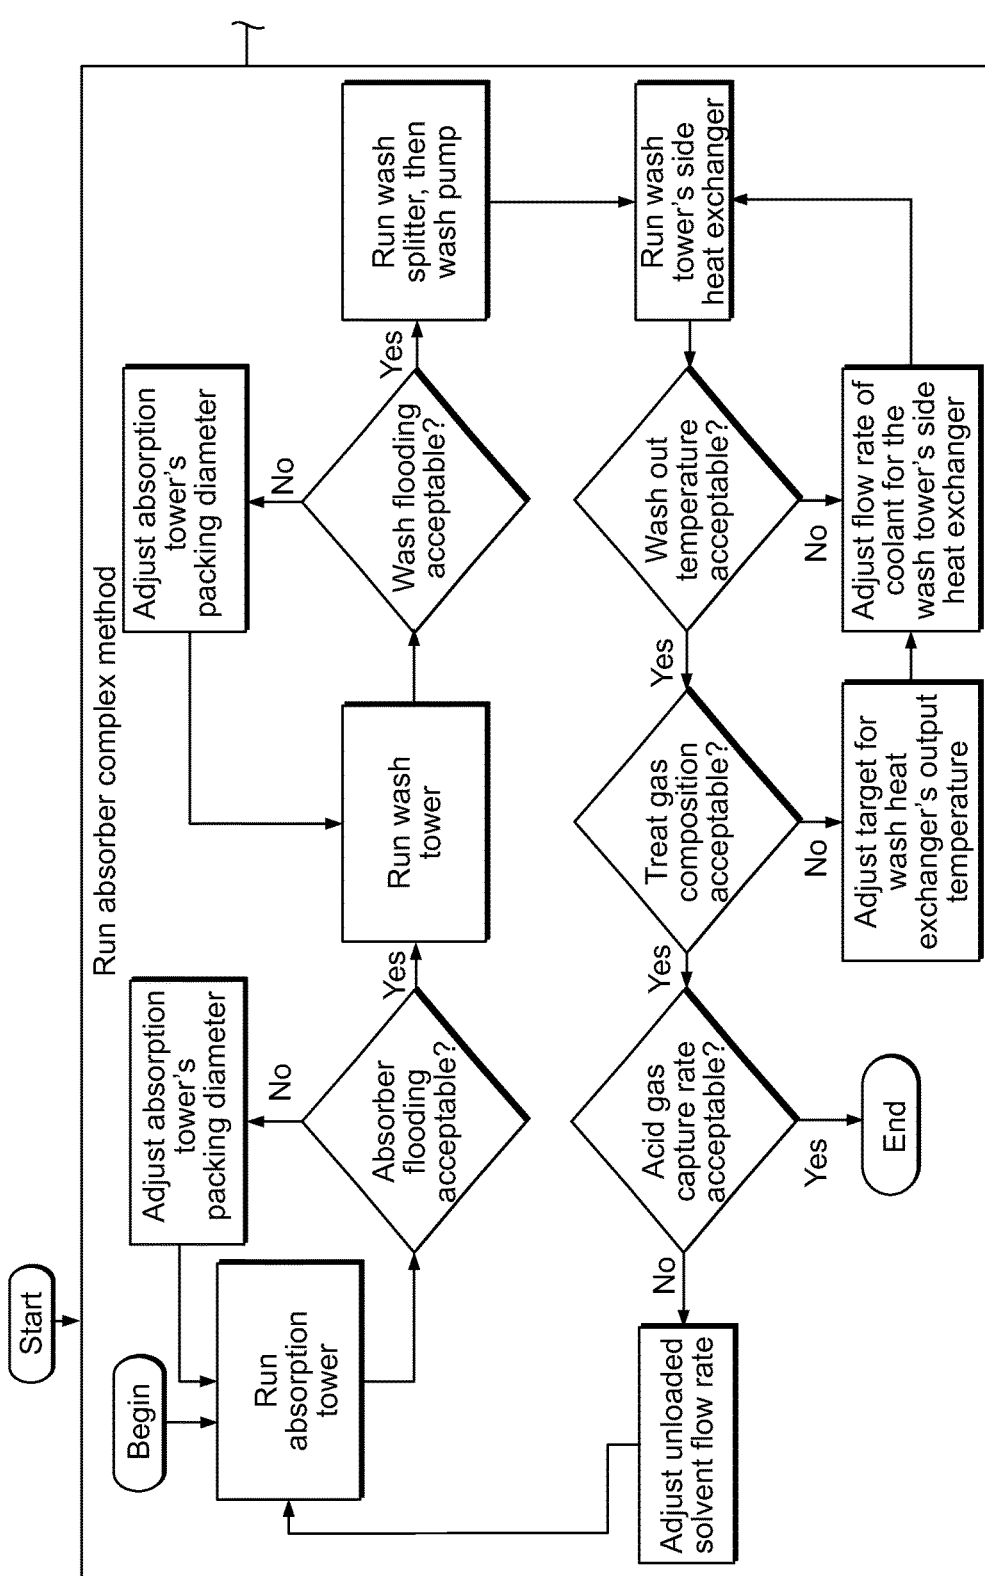 Start
Run absorber complex method
Begin
Run
absorption
tower
Adjust absorption
tower's
packing diameter
No
Absorber
flooding
acceptable?
Yes
Run wash
tower
Adjust absorption
tower's
packing diameter
No
Wash flooding
acceptable?
Yes
Run wash
splitter, then
wash pump
Run wash
tower's side
heat exchanger
Wash out
temperature
acceptable?
No
Adjust flow rate of
coolant for the
wash tower's side
heat exchanger
Yes
Treat gas
composition
acceptable?
No
Adjust target for
wash heat
exchanger's output
temperature
Yes
Acid gas
capture rate
acceptable?
Yes
End
No
Adjust unloaded
solvent flow rate